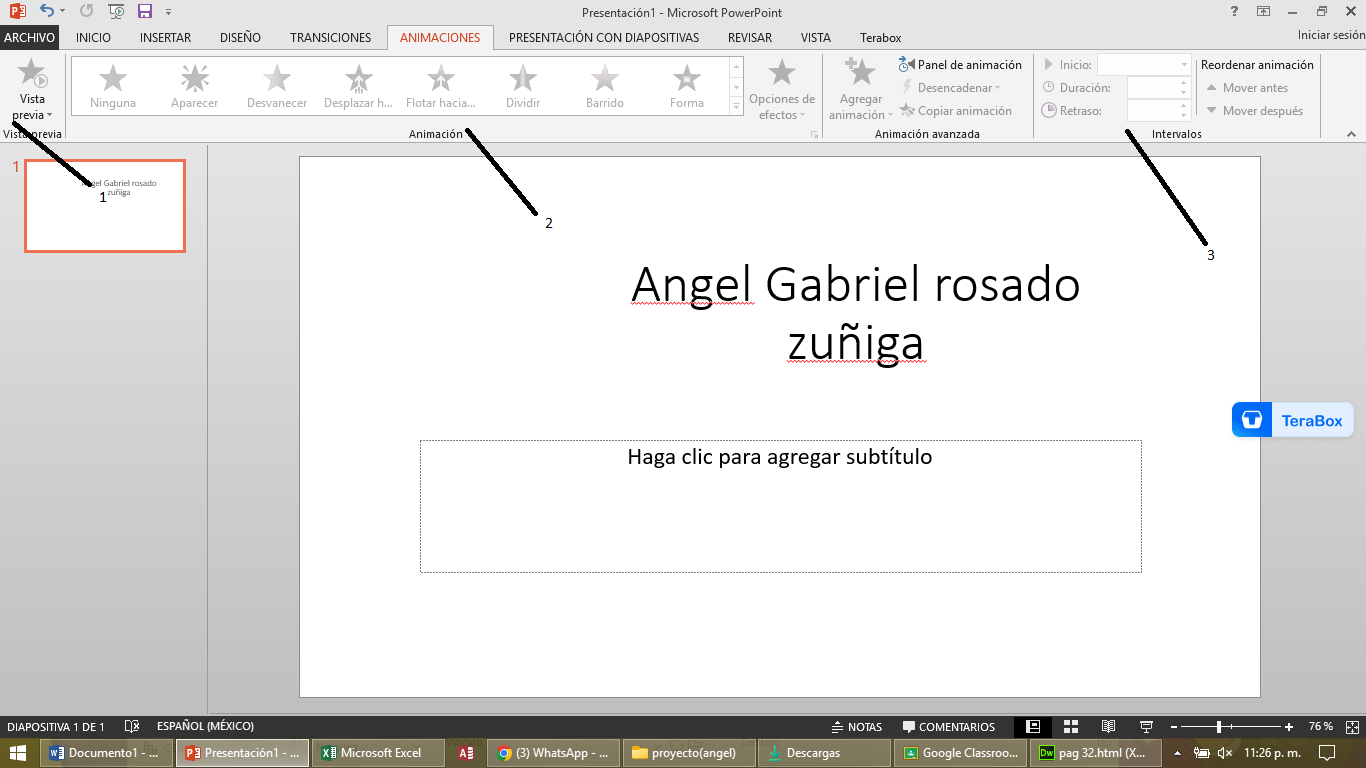 Presentación1 - Microsoft PowerPoint
ARCHIVO INICIO INSERTAR DISEÑO TRANSICIONES ANIMACIONES PRESENTACIÓN CON DIAPOSITIVAS REVISAR VISTA Terabox Iniciar sesión
Vista previa
Ninguna Aparecer Desvanecer Desplazar h... Flotar hacia... Dividir Barrido Forma
Opciones de efectos
Agregar animación
Panel de animación
Desencadenar
Copiar animación
Inicio:
Duración:
Retraso:
Reordenar animación
Mover antes
Mover después
Vista previa Animación Animación avanzada Intervalos
1
Angel Gabriel rosado
zuñiga
1
2
3
Angel Gabriel rosado
zuñiga
Haga clic para agregar subtítulo
TeraBox
DIAPOSITIVA 1 DE 1 ESPAÑOL (MÉXICO) NOTAS COMENTARIOS 76 %
Documento1 - ... Presentación1 - ... Microsoft Excel (3) WhatsApp - ... proyecto(angel) Descargas Google Classroo... pag 32.html (X... 11:26 p. m.